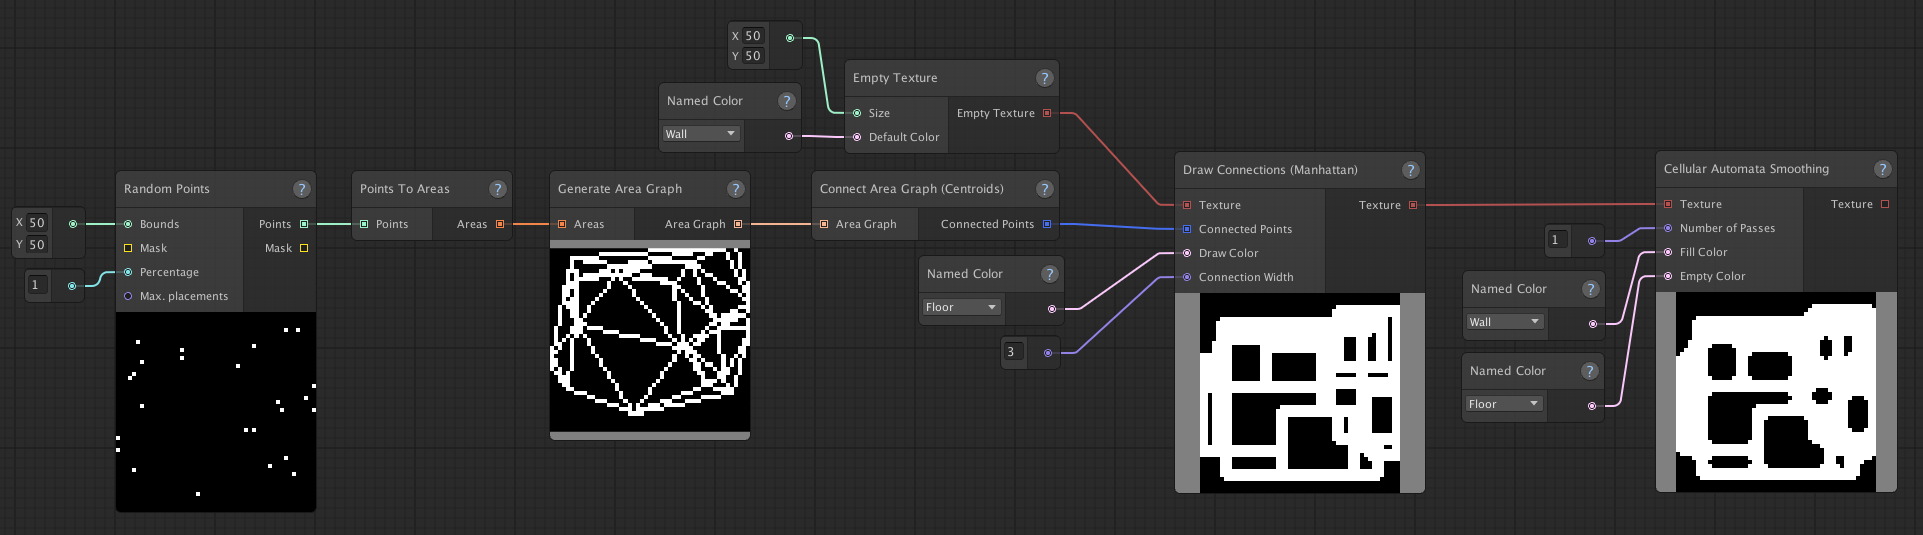 X 50
Y 50
Empty Texture ?
Size Empty Texture
Default Color
Named Color ?
Wall
Random Points ?
X 50
Y 50
1
Bounds Points
Mask Mask
Percentage
Max. placements
Points To Areas ?
Points Areas
Generate Area Graph ?
Areas Area Graph
Connect Area Graph (Centroids) ?
Area Graph Connected Points
Named Color ?
Floor
3
Draw Connections (Manhattan) ?
Texture Texture
Connected Points
Draw Color
Connection Width
1
Named Color ?
Wall
Named Color ?
Floor
Cellular Automata Smoothing ?
Texture Texture
Number of Passes
Fill Color
Empty Color